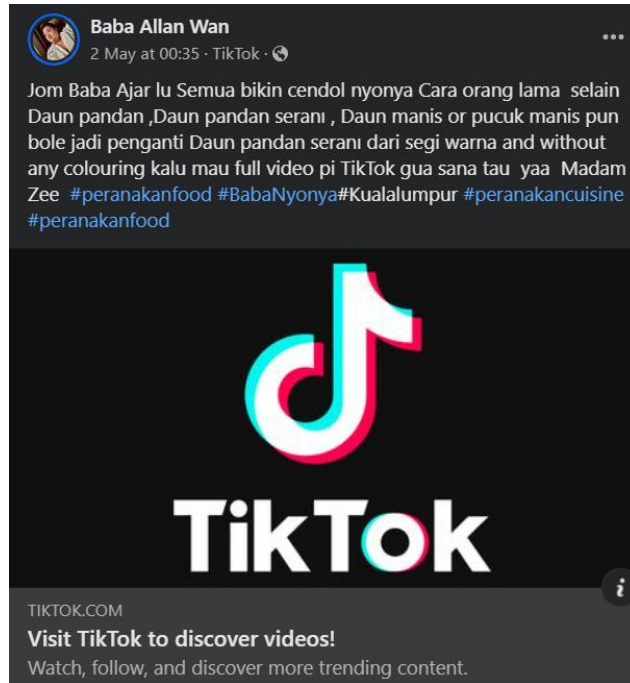 Baba Allan Wan
2 May at 00:35 · TikTok ·
Jom Baba Ajar lu Semua bikin cendol nyonya Cara orang lama selain
Daun pandan ,Daun pandan serani , Daun manis or pucuk manis pun
bole jadi penganti Daun pandan serani dari segi warna and without
any colouring kalu mau full video pi TikTok gua sana tau yaa Madam
Zee #peranakanfood #BabaNyonya#Kualalumpur #peranakancuisine
#peranakanfood
TikTok
TIKTOK.COM
Visit TikTok to discover videos!
Watch, follow, and discover more trending content.